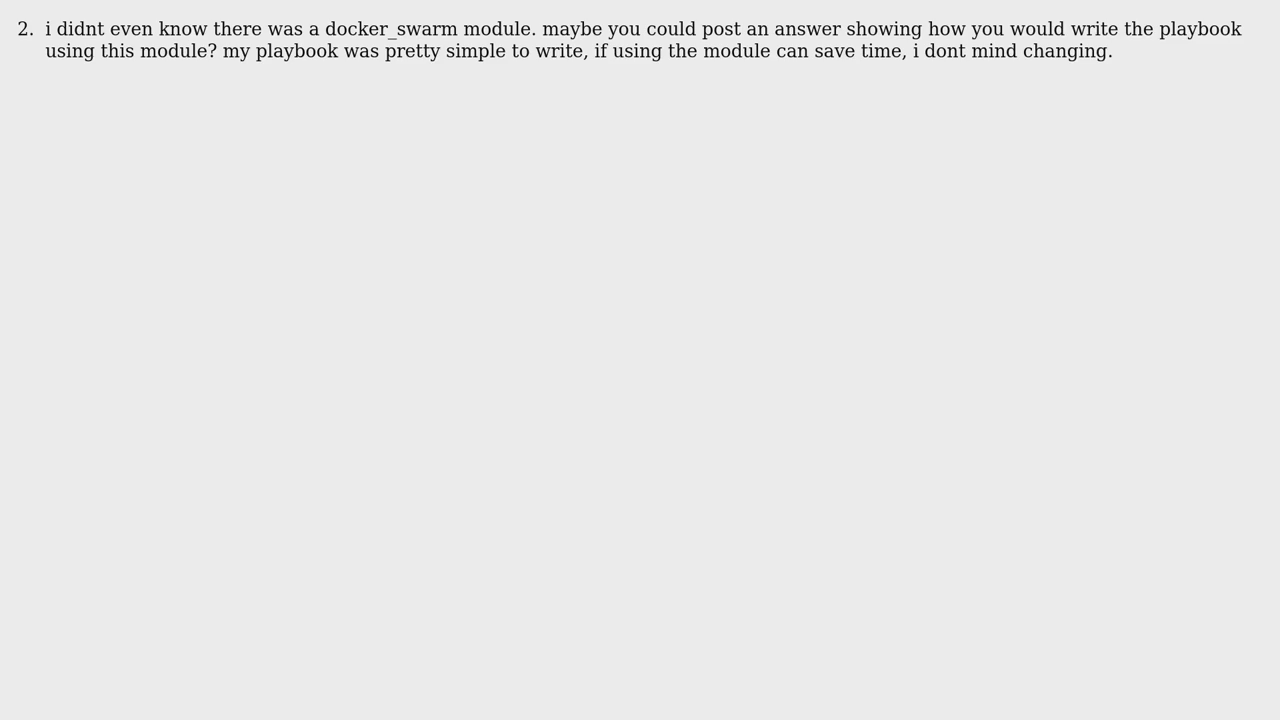 2. i didnt even know there was a docker_swarm module. maybe you could post an answer showing how you would write the playbook
using this module? my playbook was pretty simple to write, if using the module can save time, i dont mind changing.